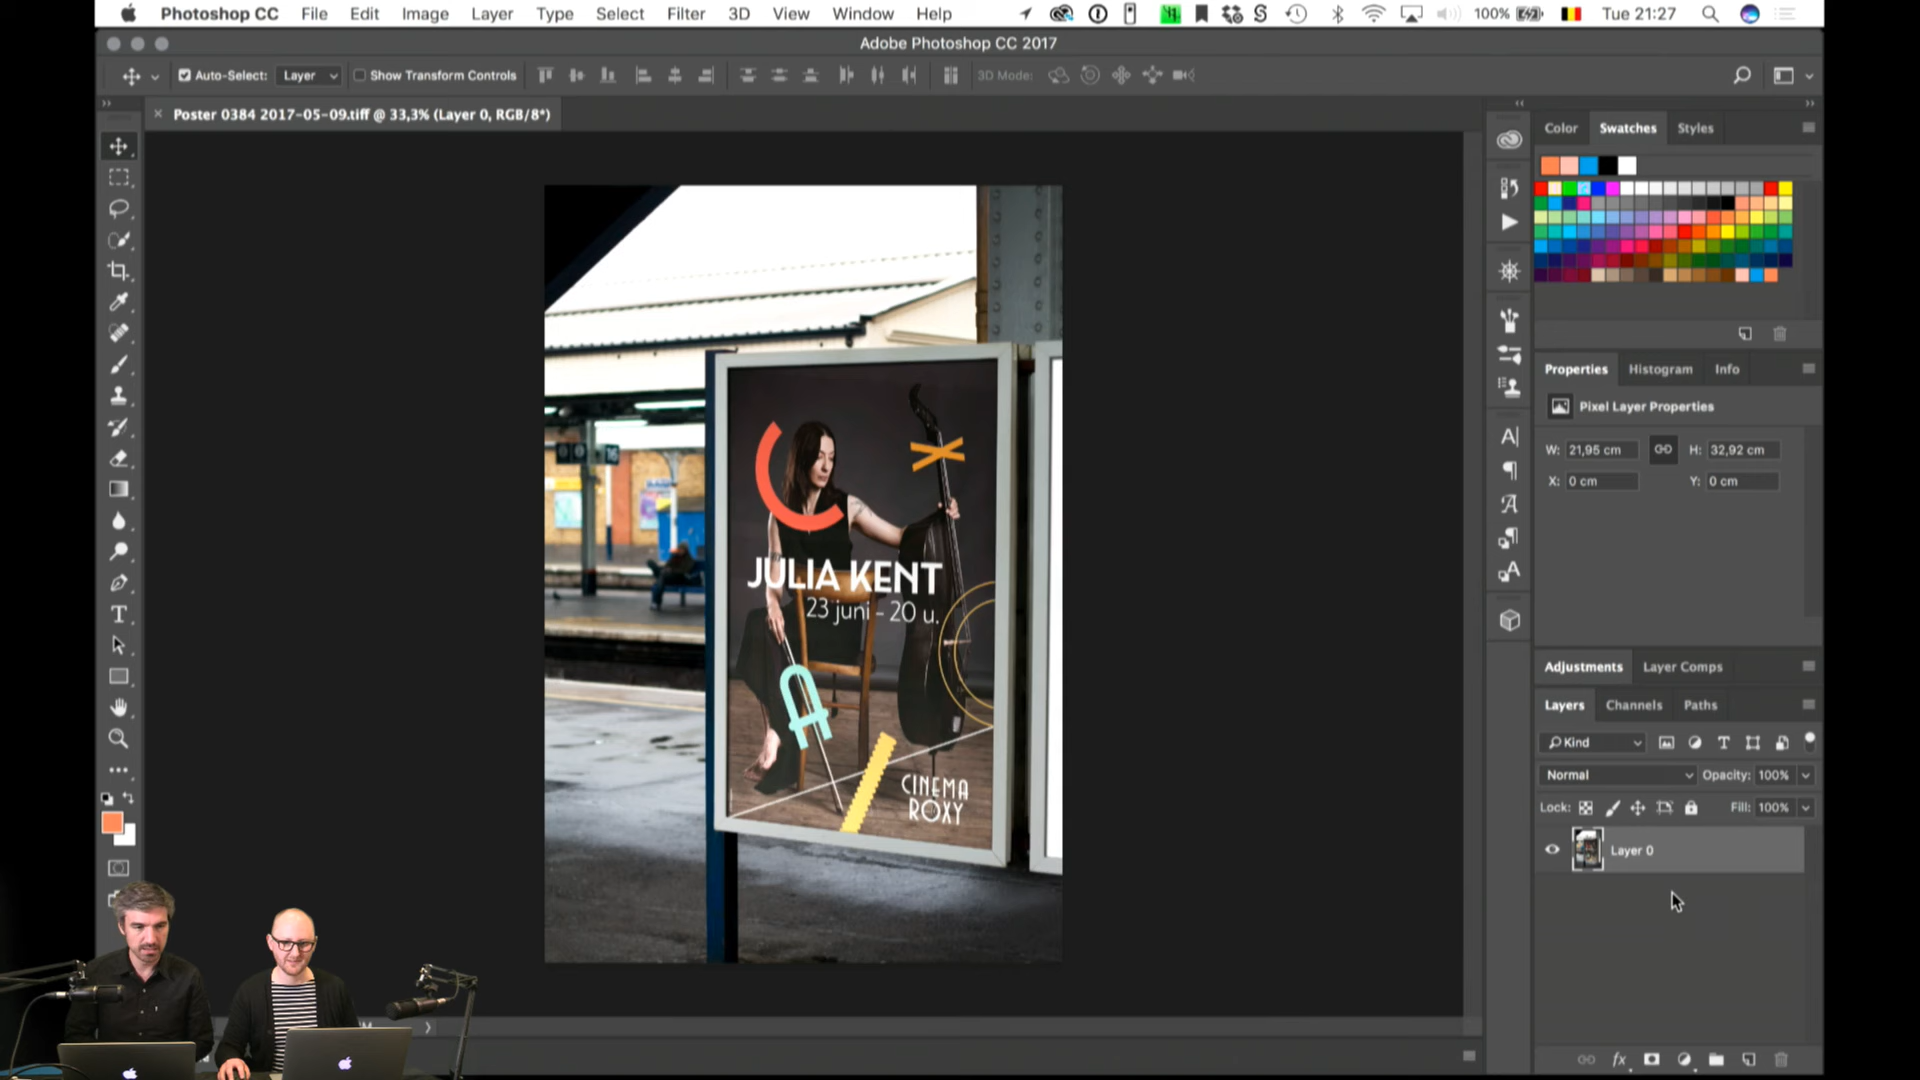 Photoshop CC File Edit Image Layer Type Select Filter 3D View Window Help 100% Tue 21:27
Adobe Photoshop CC 2017
Auto-Select: Layer Show Transform Controls 3D Mode:
Poster 0384 2017-05-09.tiff @ 33,3% (Layer 0, RGB/8*)
Color Swatches Styles
Properties Histogram Info
Pixel Layer Properties
W: 21,95 cm H: 32,92 cm
X: 0 cm Y: 0 cm
Adjustments Layer Comps
Layers Channels Paths
Kind
Normal Opacity: 100%
Lock: Fill: 100%
Layer 0
fx
16
JULIA KENT
23 juni - 20 u.
CINEMA
ROXY